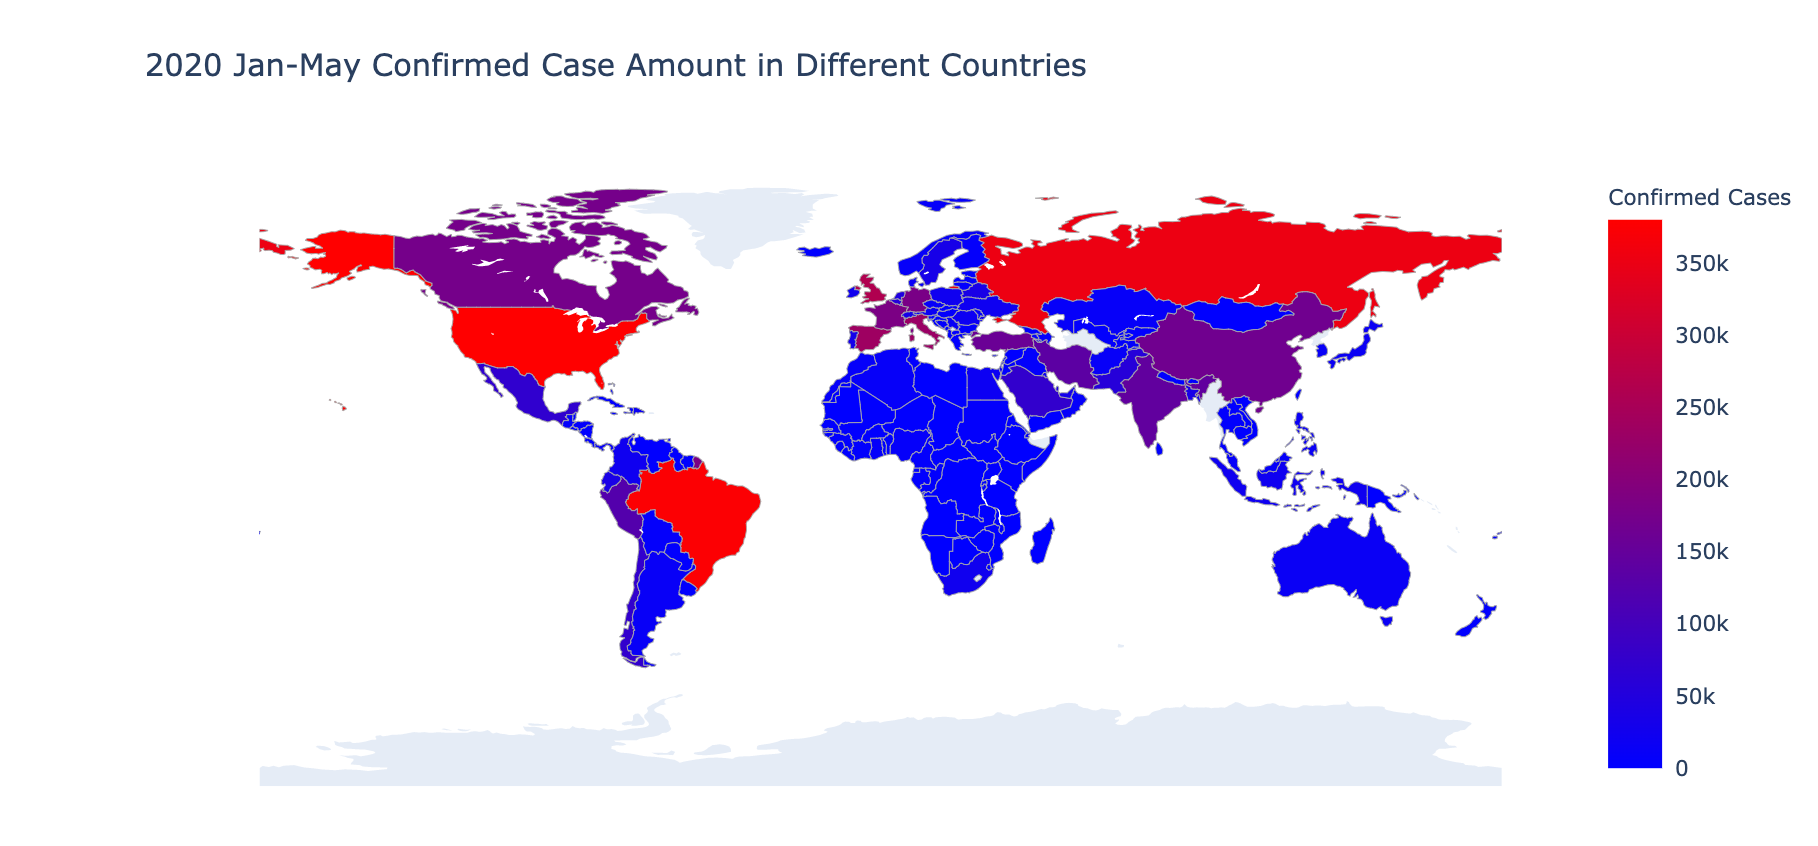 2020 Jan-May Confirmed Case Amount in Different Countries
Confirmed Cases
350k
300k
250k
200k
150k
100k
50k
0